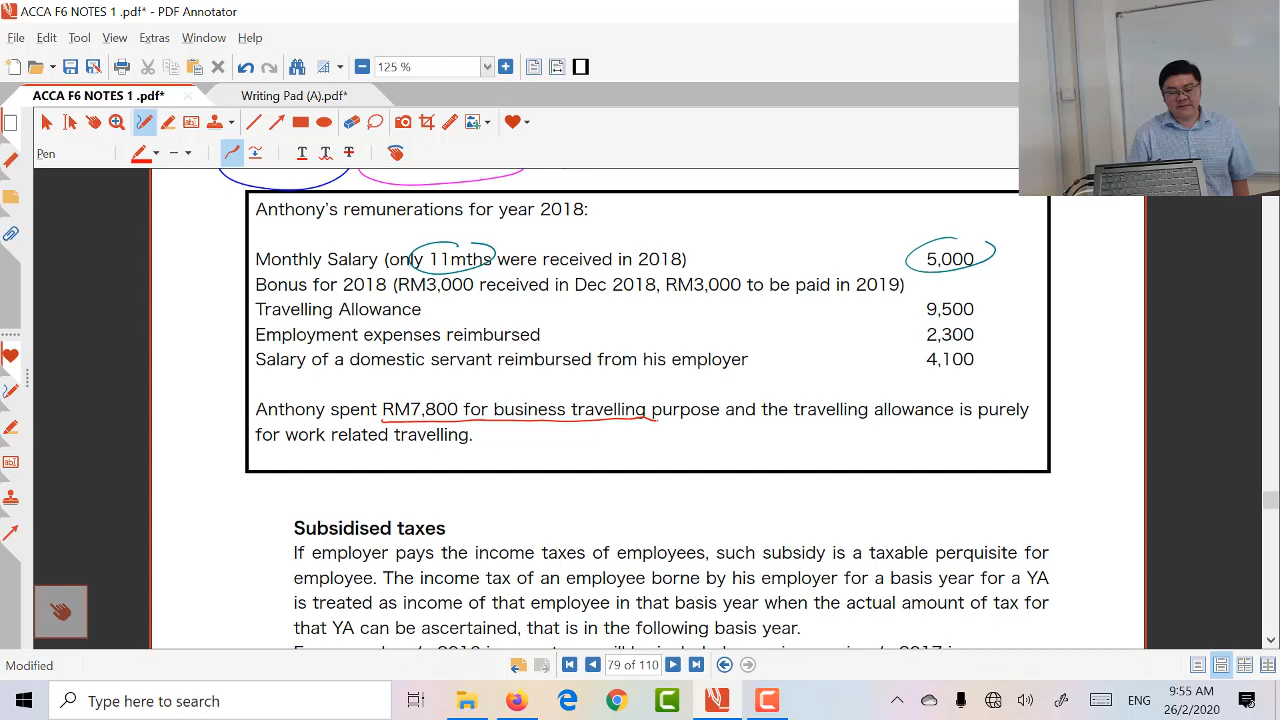 ACCA F6 NOTES 1 .pdf* - PDF Annotator
File Edit Tool View Extras Window Help
125 %
ACCA F6 NOTES 1 .pdf* Writing Pad (A).pdf*
Pen
Anthony's remunerations for year 2018:
Monthly Salary (only 11mths were received in 2018) 5,000
Bonus for 2018 (RM3,000 received in Dec 2018, RM3,000 to be paid in 2019)
Travelling Allowance 9,500
Employment expenses reimbursed 2,300
Salary of a domestic servant reimbursed from his employer 4,100
Anthony spent RM7,800 for business travelling purpose and the travelling allowance is purely
for work related travelling.
Subsidised taxes
If employer pays the income taxes of employees, such subsidy is a taxable perquisite for
employee. The income tax of an employee borne by his employer for a basis year for a YA
is treated as income of that employee in that basis year when the actual amount of tax for
that YA can be ascertained, that is in the following basis year.
Modified 79 of 110
Type here to search
ENG
9:55 AM
26/2/2020